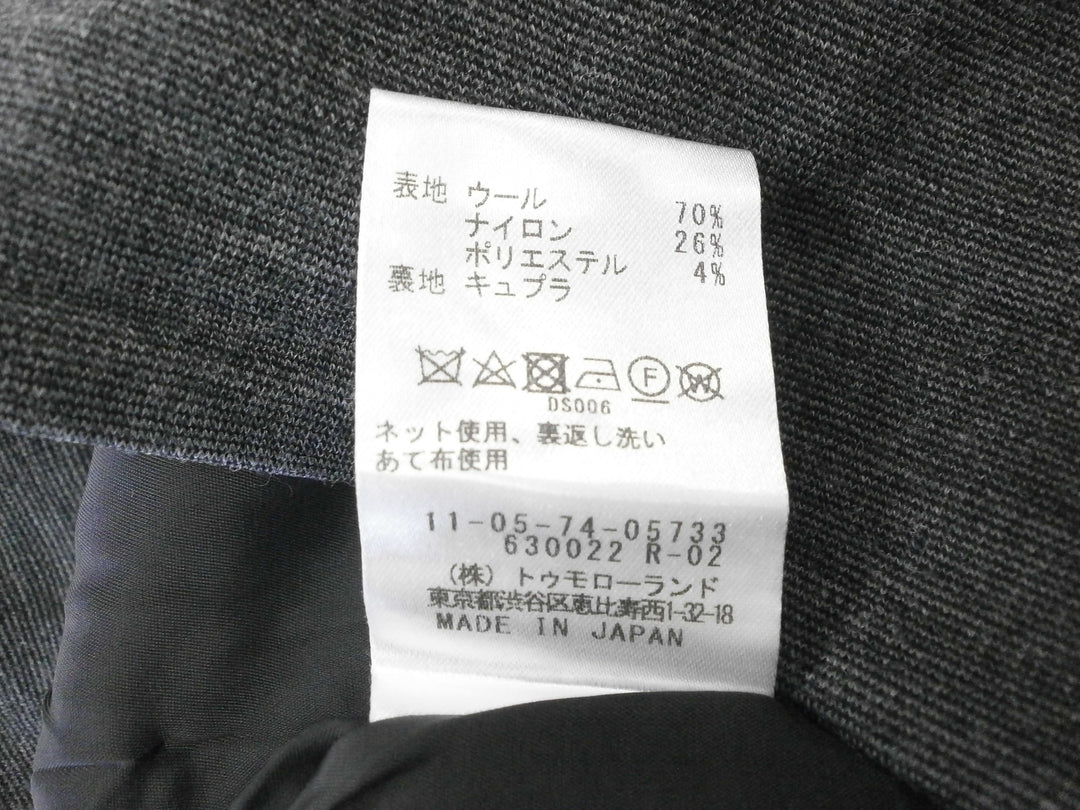 表地 ウール 70%
ナイロン 26%
ポリエステル 4%
裏地 キュプラ
F W
DS006
ネット使用、裏返し洗い
あて布使用
11-05-74-05733
630022 R-02
(株)トゥモローランド
東京都渋谷区恵比寿西1-32-18
MADE IN JAPAN